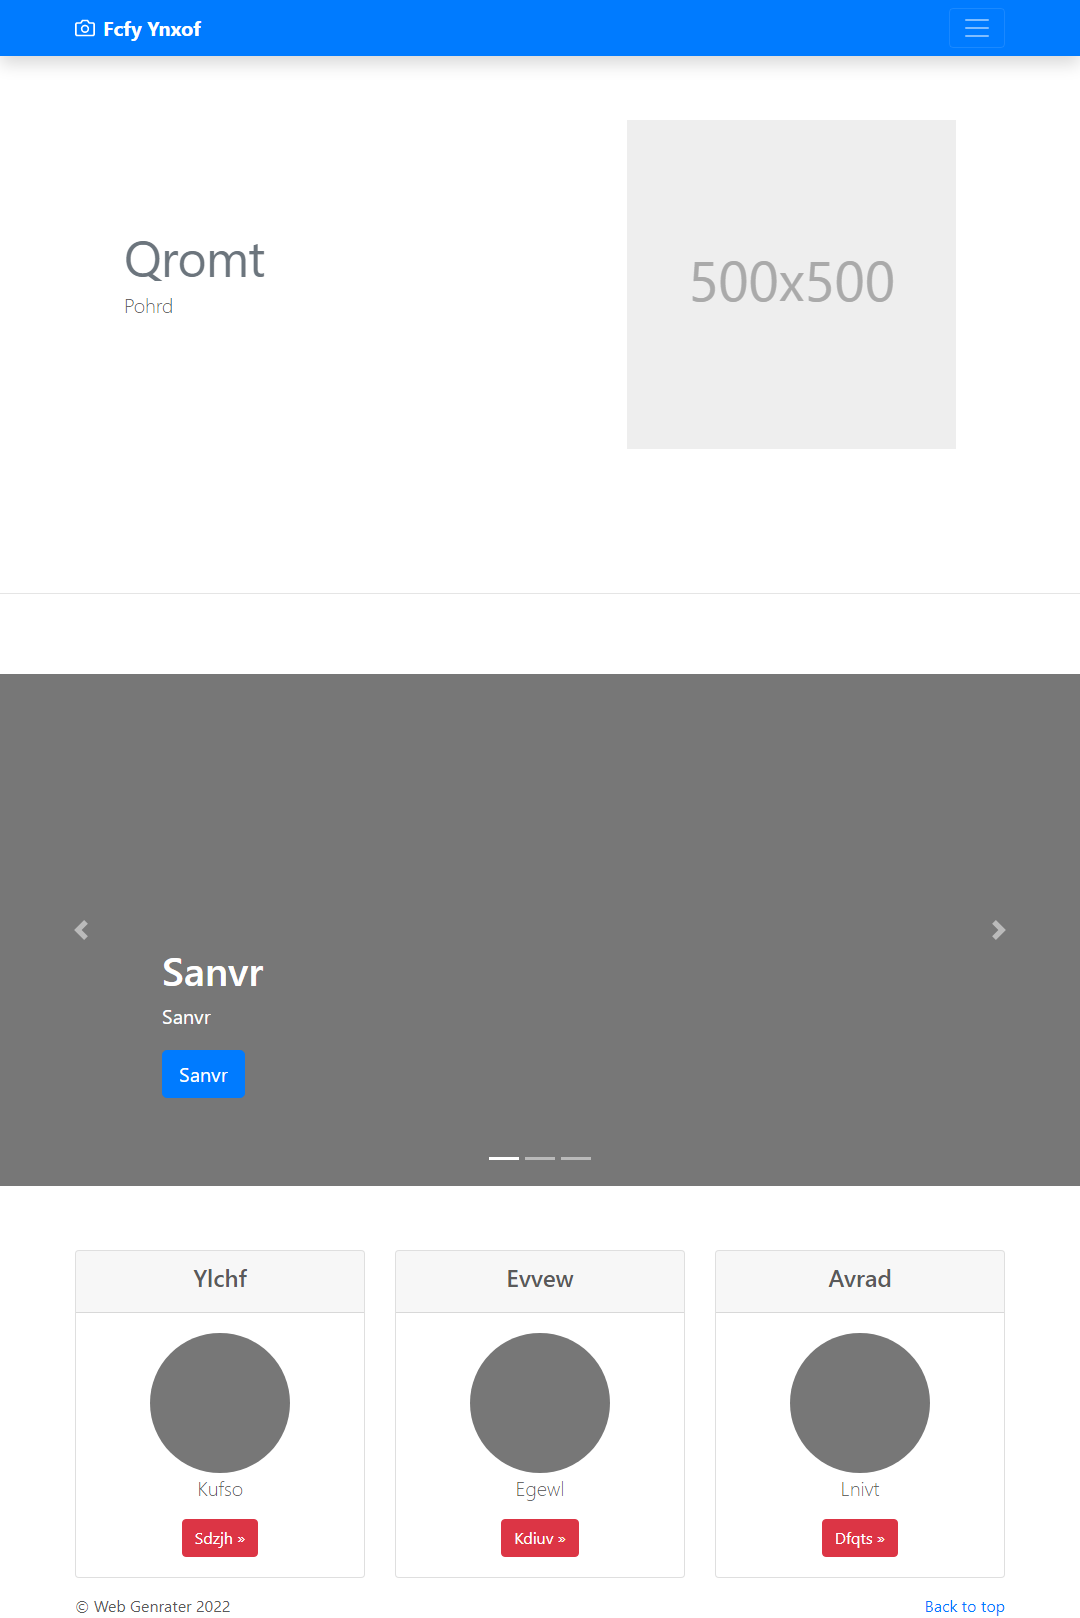 Fcfy Ynxof
Qromt
Pohrd
500x500
Sanvr
Sanvr
Sanvr
Ylchf
Evvew
Avrad
Kufso
Egewl
Lnivt
Sdzjh »
Kdiuv »
Dfqts »
© Web Genrater 2022
Back to top